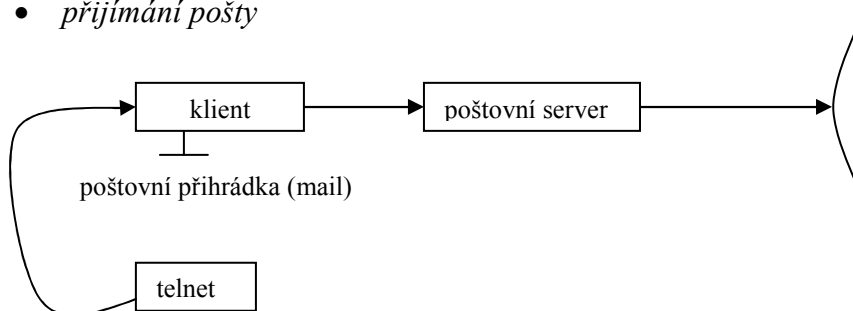 • přijímání pošty
klient
poštovní server
poštovní přihrádka (mail)
telnet